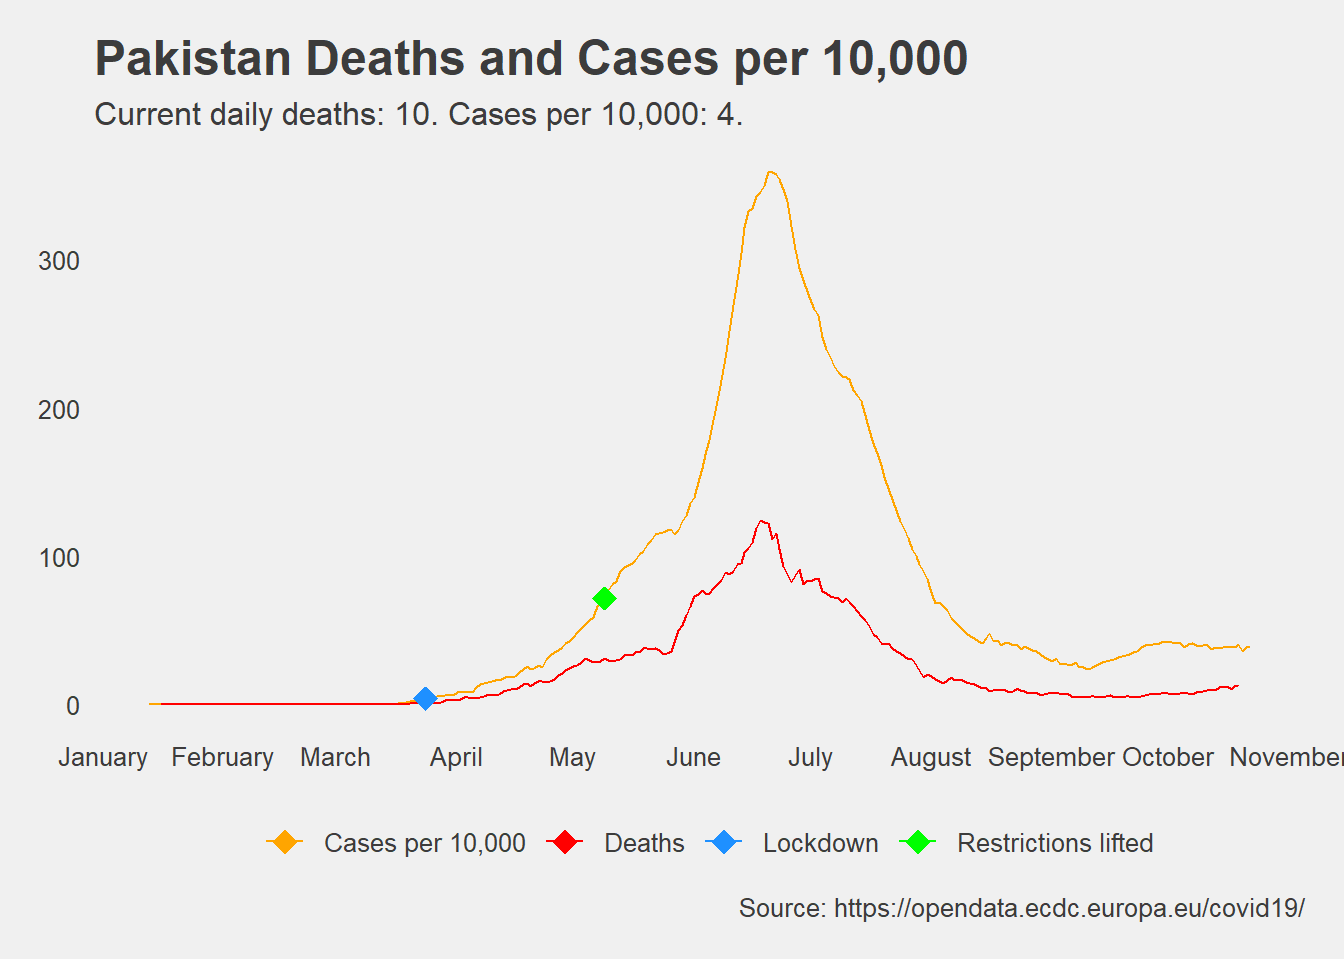 Pakistan Deaths and Cases per 10,000
Current daily deaths: 10. Cases per 10,000: 4.
300
200
100
0
January February March April May June July August September October November
Cases per 10,000 Deaths Lockdown Restrictions lifted
Source: https://opendata.ecdc.europa.eu/covid19/